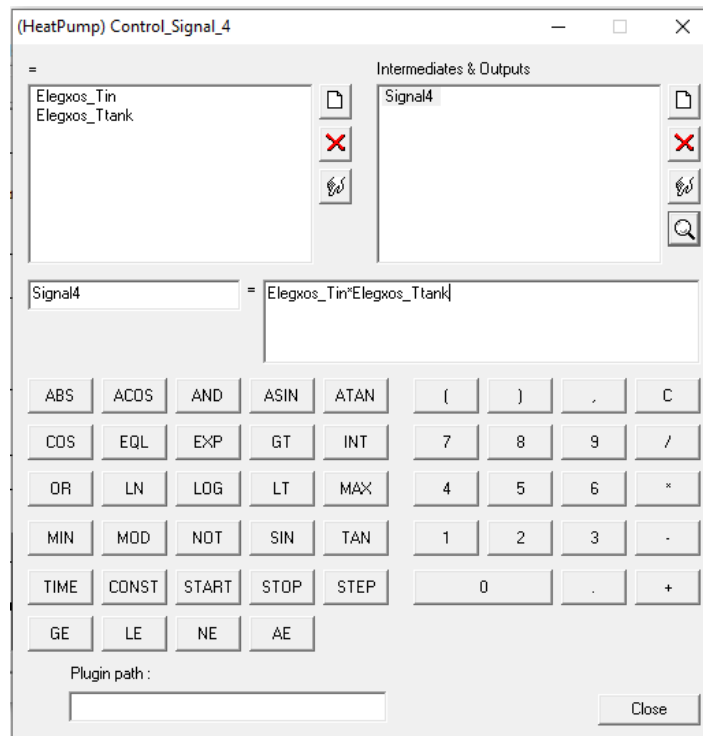 (HeatPump) Control_Signal_4
=
Intermediates & Outputs
Elegxos_Tin
Elegxos_Ttank
Signal4
Signal4
=
Elegxos_Tin*Elegxos_Ttank
ABS ACOS AND ASIN ATAN ( ) , C
COS EQL EXP GT INT 7 8 9 /
OR LN LOG LT MAX 4 5 6 *
MIN MOD NOT SIN TAN 1 2 3 -
TIME CONST START STOP STEP 0 . +
GE LE NE AE
Plugin path :
Close